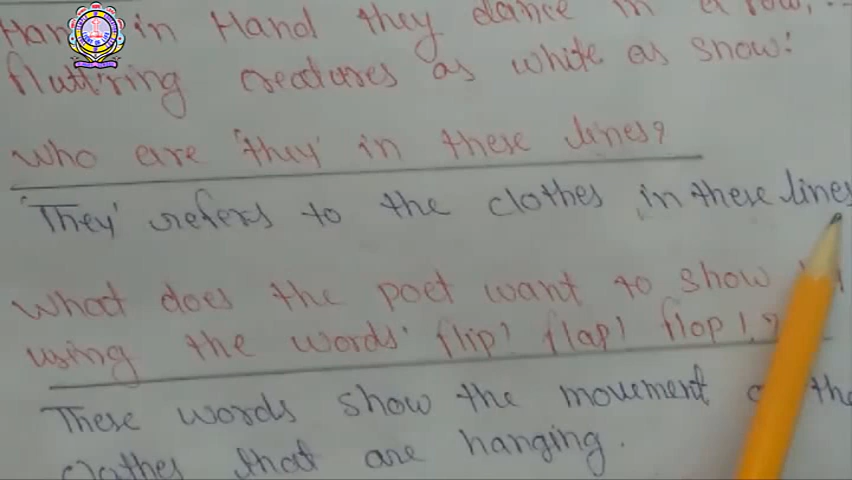 Hand in Hand they dance in a row,
fluttring creatures as white as snow!
Who are 'they' in these lines?
'They' refers to the clothes in these lines
What does the poet want to show
using the words' flip! flap! flop!,?
These words show the movement the
clothes that are hanging.